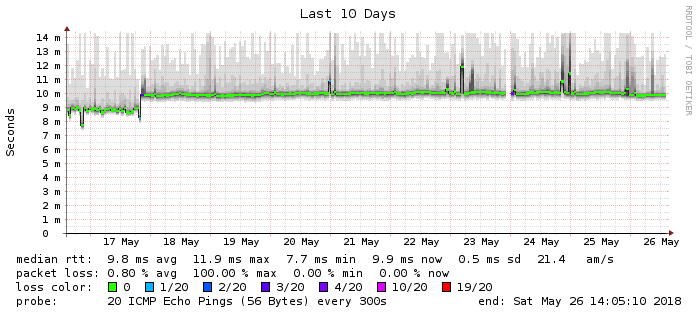 Last 10 Days
RRDTOOL / TOBI OETIKER
Seconds
14 m
13 m
12 m
11 m
10 m
9 m
8 m
7 m
6 m
5 m
4 m
3 m
2 m
1 m
0
17 May 18 May 19 May 20 May 21 May 22 May 23 May 24 May 25 May 26 May
median rtt: 9.8 ms avg 11.9 ms max 7.7 ms min 9.9 ms now 0.5 ms sd 21.4 am/s
packet loss: 0.80 % avg 100.00 % max 0.00 % min 0.00 % now
loss color: 0 1/20 2/20 3/20 4/20 10/20 19/20
probe: 20 ICMP Echo Pings (56 Bytes) every 300s end: Sat May 26 14:05:10 2018